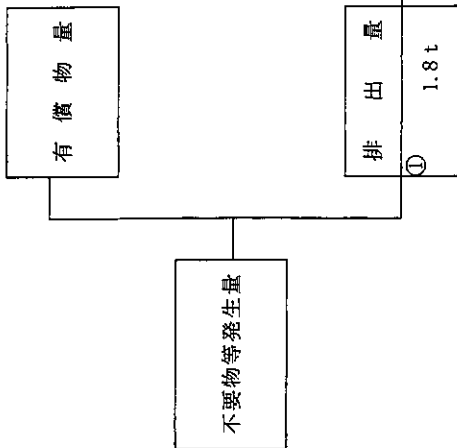 不要物等発生量
有償物量
排出量
①
1.8t